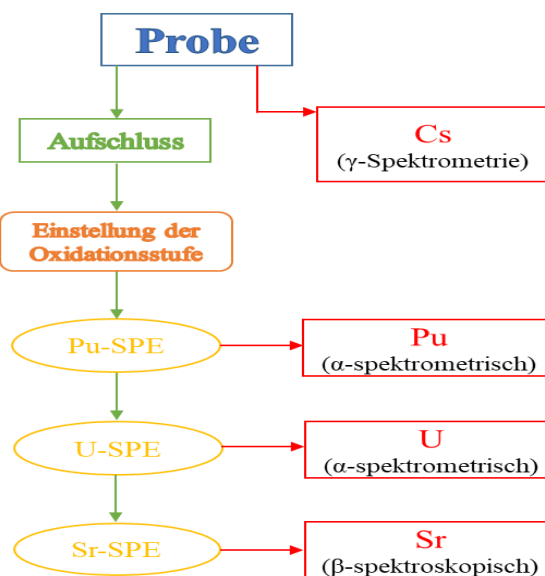 Probe
Aufschluss
Cs
(γ-Spektrometrie)
Einstellung der
Oxidationsstufe
Pu-SPE
Pu
(α-spektrometrisch)
U-SPE
U
(α-spektrometrisch)
Sr-SPE
Sr
(β-spektroskopisch)